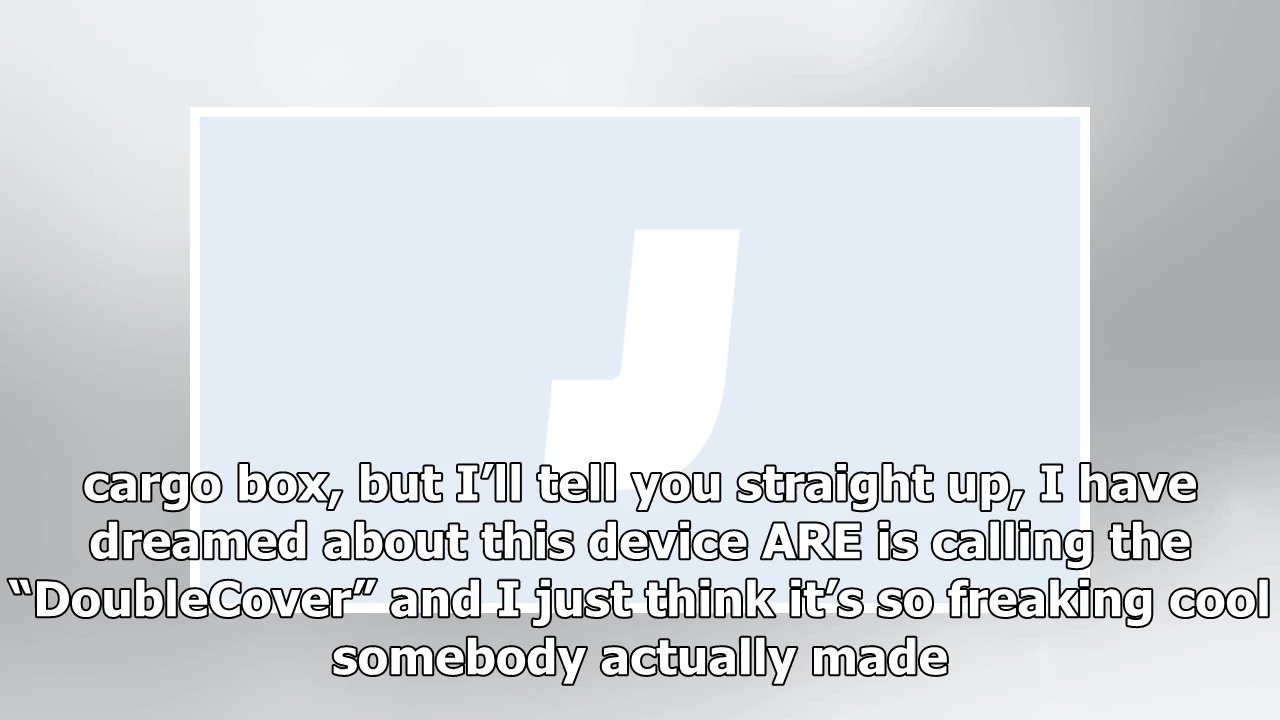 cargo box, but I’ll tell you straight up, I have
dreamed about this device ARE is calling the
“DoubleCover” and I just think it’s so freaking cool
somebody actually made